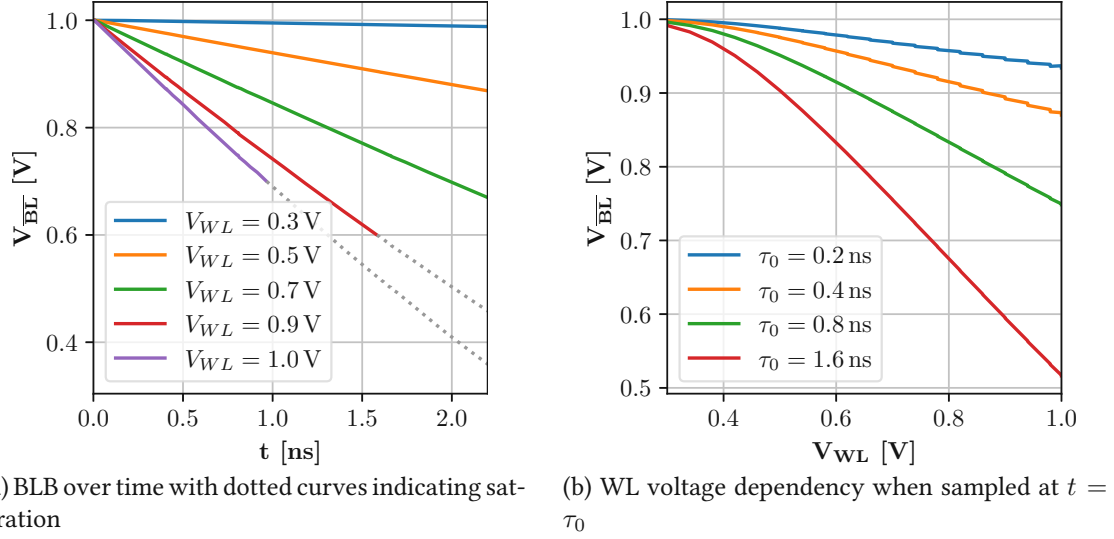 1.0
0.8
0.6
0.4
V_BL̅ [V]
V_WL = 0.3 V
V_WL = 0.5 V
V_WL = 0.7 V
V_WL = 0.9 V
V_WL = 1.0 V
0.0 0.5 1.0 1.5 2.0
t [ns]
1.0
0.9
0.8
0.7
0.6
0.5
V_BL̅ [V]
τ₀ = 0.2 ns
τ₀ = 0.4 ns
τ₀ = 0.8 ns
τ₀ = 1.6 ns
0.4 0.6 0.8 1.0
V_WL [V]
) BLB over time with dotted curves indicating sat-
ration
(b) WL voltage dependency when sampled at t =
τ₀